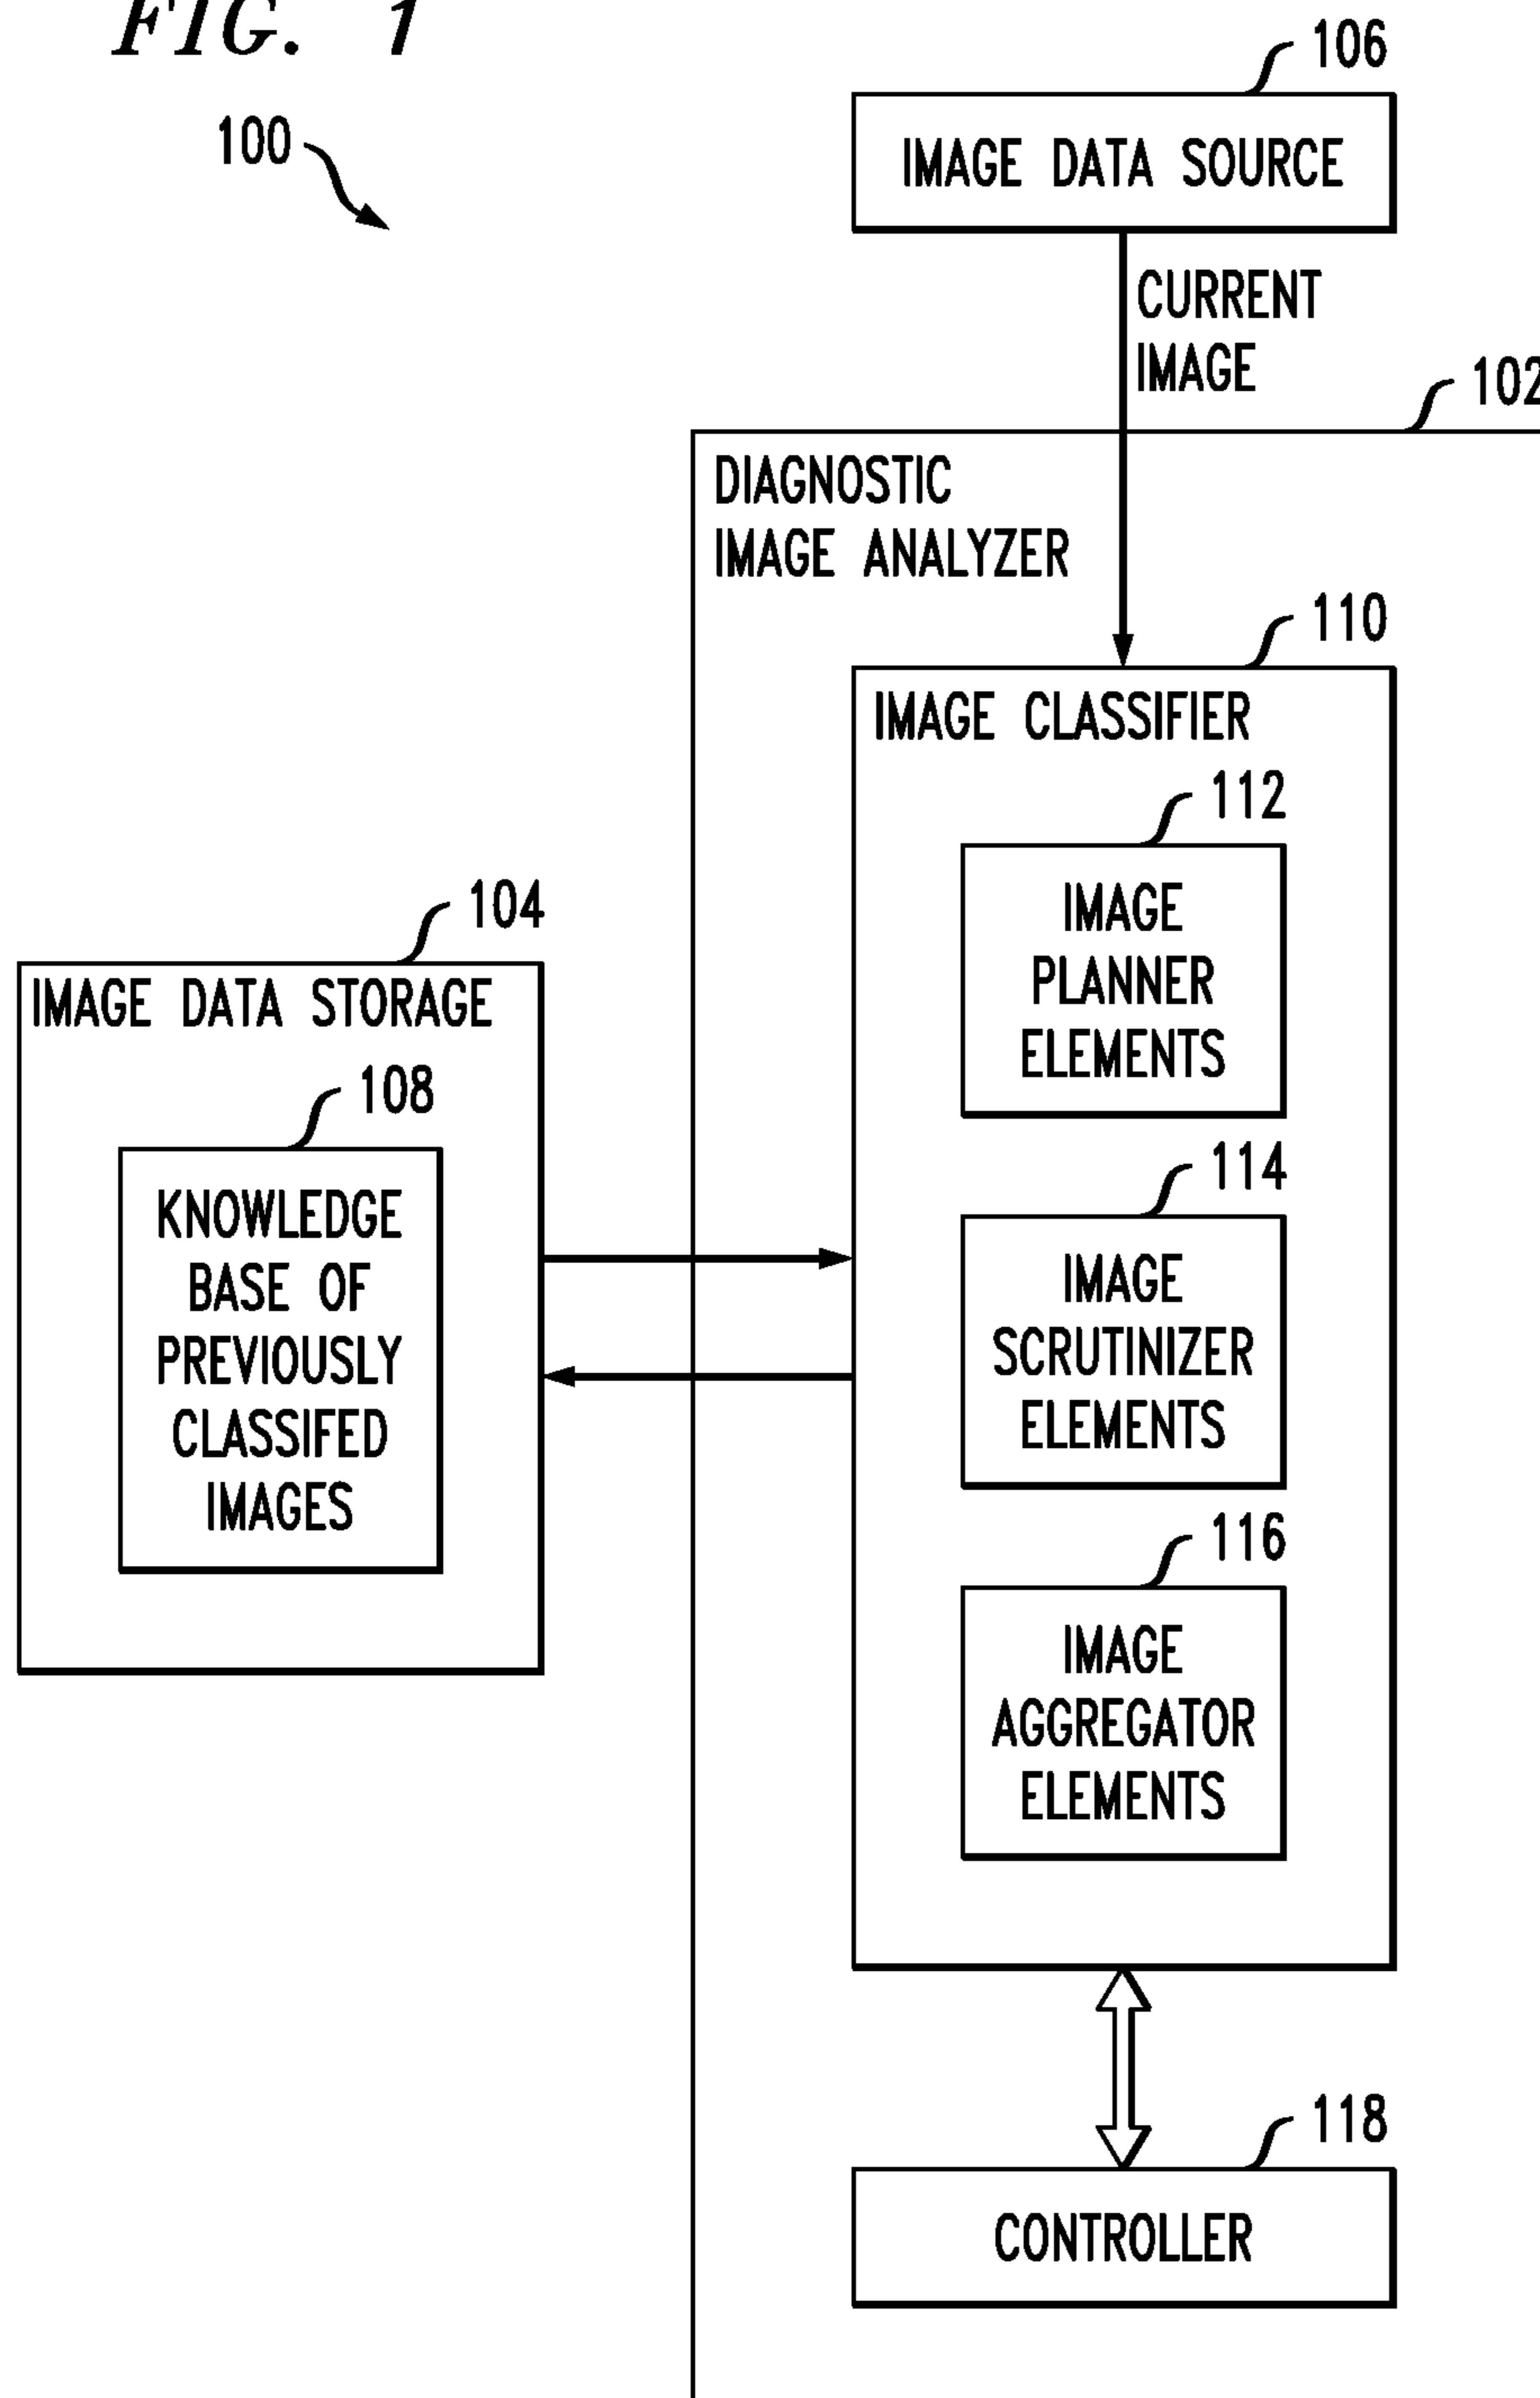 FIG. 1
100
106
IMAGE DATA SOURCE
CURRENT
IMAGE
102
DIAGNOSTIC
IMAGE ANALYZER
110
IMAGE CLASSIFIER
112
IMAGE
PLANNER
ELEMENTS
104
IMAGE DATA STORAGE
108
KNOWLEDGE
BASE OF
PREVIOUSLY
CLASSIFED
IMAGES
114
IMAGE
SCRUTINIZER
ELEMENTS
116
IMAGE
AGGREGATOR
ELEMENTS
118
CONTROLLER